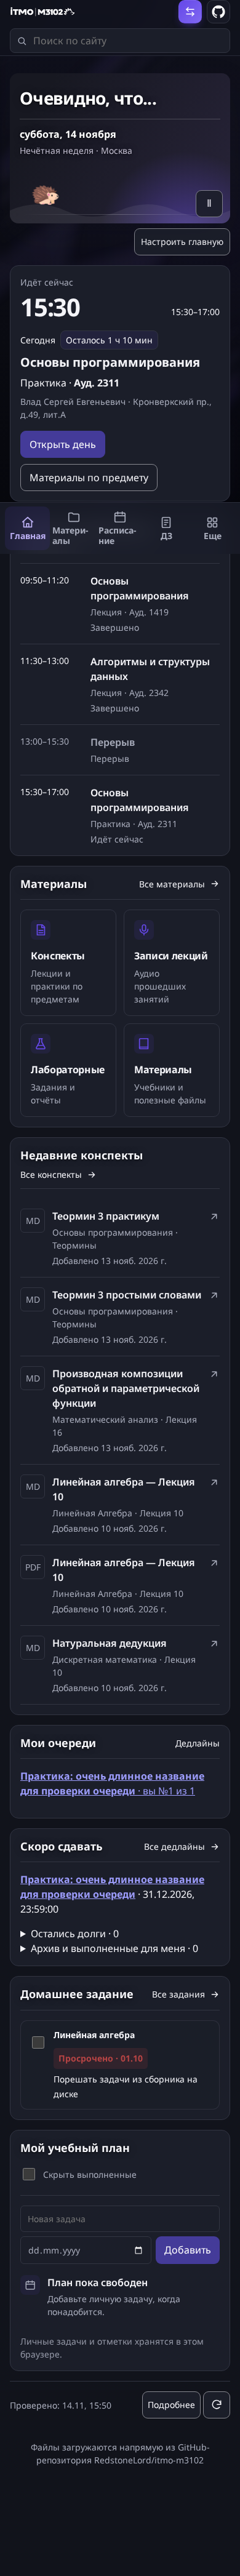 ITMO | M3102
Поиск по сайту
Очевидно, что...
суббота, 14 ноября
Нечётная неделя · Москва
Настроить главную
Идёт сейчас
15:30
15:30–17:00
Сегодня
Осталось 1 ч 10 мин
Основы программирования
Практика · Ауд. 2311
Влад Сергей Евгеньевич · Кронверкский пр.,
д.49, лит.А
Открыть день
Материалы по предмету
Главная
Матери-
алы
Расписа-
ние
ДЗ
Еще
09:50–11:20
Основы
программирования
Лекция · Ауд. 1419
Завершено
11:30–13:00
Алгоритмы и структуры
данных
Лекция · Ауд. 2342
Завершено
13:00–15:30
Перерыв
Перерыв
15:30–17:00
Основы
программирования
Практика · Ауд. 2311
Идёт сейчас
Материалы
Все материалы →
Конспекты
Лекции и
практики по
предметам
Записи лекций
Аудио
прошедших
занятий
Лабораторные
Задания и
отчёты
Материалы
Учебники и
полезные файлы
Недавние конспекты
Все конспекты →
MD
Теормин 3 практикум
Основы программирования ·
Теормины
Добавлено 13 нояб. 2026 г.
MD
Теормин 3 простыми словами
Основы программирования ·
Теормины
Добавлено 13 нояб. 2026 г.
MD
Производная композиции
обратной и параметрической
функции
Математический анализ · Лекция
16
Добавлено 13 нояб. 2026 г.
MD
Линейная алгебра — Лекция
10
Линейная Алгебра · Лекция 10
Добавлено 10 нояб. 2026 г.
PDF
Линейная алгебра — Лекция
10
Линейная Алгебра · Лекция 10
Добавлено 10 нояб. 2026 г.
MD
Натуральная дедукция
Дискретная математика · Лекция
10
Добавлено 10 нояб. 2026 г.
Мои очереди
Дедлайны
Практика: очень длинное название
для проверки очереди · вы №1 из 1
Скоро сдавать
Все дедлайны →
Практика: очень длинное название
для проверки очереди · 31.12.2026,
23:59:00
Остались долги · 0
Архив и выполненные для меня · 0
Домашнее задание
Все задания →
Линейная алгебра
Просрочено · 01.10
Порешать задачи из сборника на
диске
Мой учебный план
Скрыть выполненные
Новая задача
dd.mm.yyyy
Добавить
План пока свободен
Добавьте личную задачу, когда
понадобится.
Личные задачи и отметки хранятся в этом
браузере.
Проверено: 14.11, 15:50
Подробнее
Файлы загружаются напрямую из GitHub-
репозитория RedstoneLord/itmo-m3102